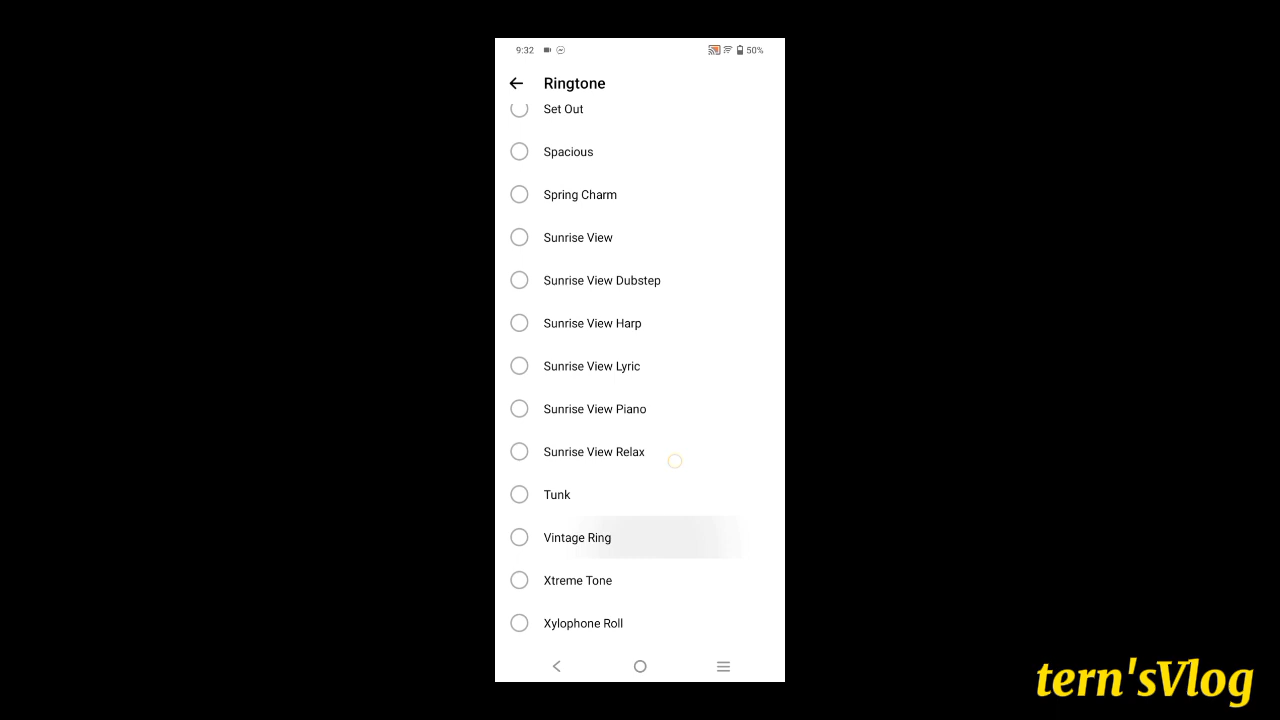 9:32
50%
Ringtone
Set Out
Spacious
Spring Charm
Sunrise View
Sunrise View Dubstep
Sunrise View Harp
Sunrise View Lyric
Sunrise View Piano
Sunrise View Relax
Tunk
Vintage Ring
Xtreme Tone
Xylophone Roll
tern'sVlog